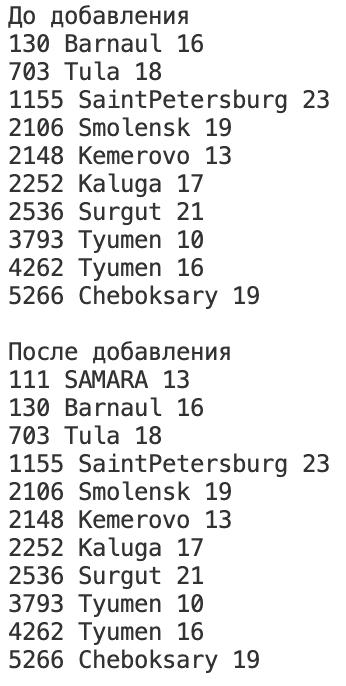 До добавления
130 Barnaul 16
703 Tula 18
1155 SaintPetersburg 23
2106 Smolensk 19
2148 Kemerovo 13
2252 Kaluga 17
2536 Surgut 21
3793 Tyumen 10
4262 Tyumen 16
5266 Cheboksary 19

После добавления
111 SAMARA 13
130 Barnaul 16
703 Tula 18
1155 SaintPetersburg 23
2106 Smolensk 19
2148 Kemerovo 13
2252 Kaluga 17
2536 Surgut 21
3793 Tyumen 10
4262 Tyumen 16
5266 Cheboksary 19